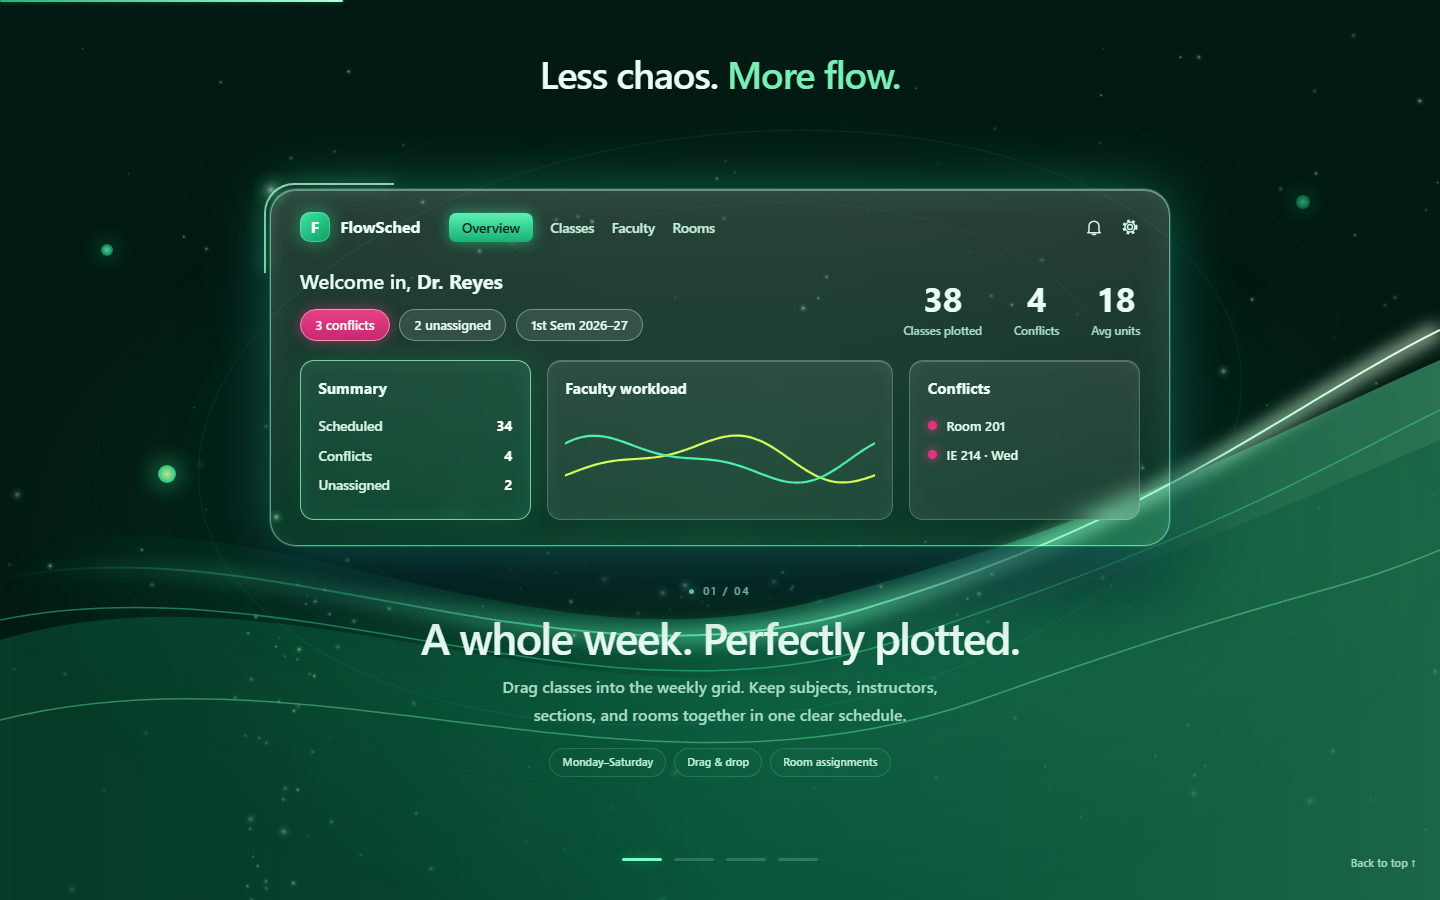 Less chaos. More flow.
F FlowSched Overview Classes Faculty Rooms
Welcome in, Dr. Reyes
3 conflicts 2 unassigned 1st Sem 2026–27
38 4 18
Classes plotted Conflicts Avg units
Summary
Scheduled 34
Conflicts 4
Unassigned 2
Faculty workload
Conflicts
Room 201
IE 214 · Wed
01 / 04
A whole week. Perfectly plotted.
Drag classes into the weekly grid. Keep subjects, instructors,
sections, and rooms together in one clear schedule.
Monday–Saturday Drag & drop Room assignments
Back to top ↑